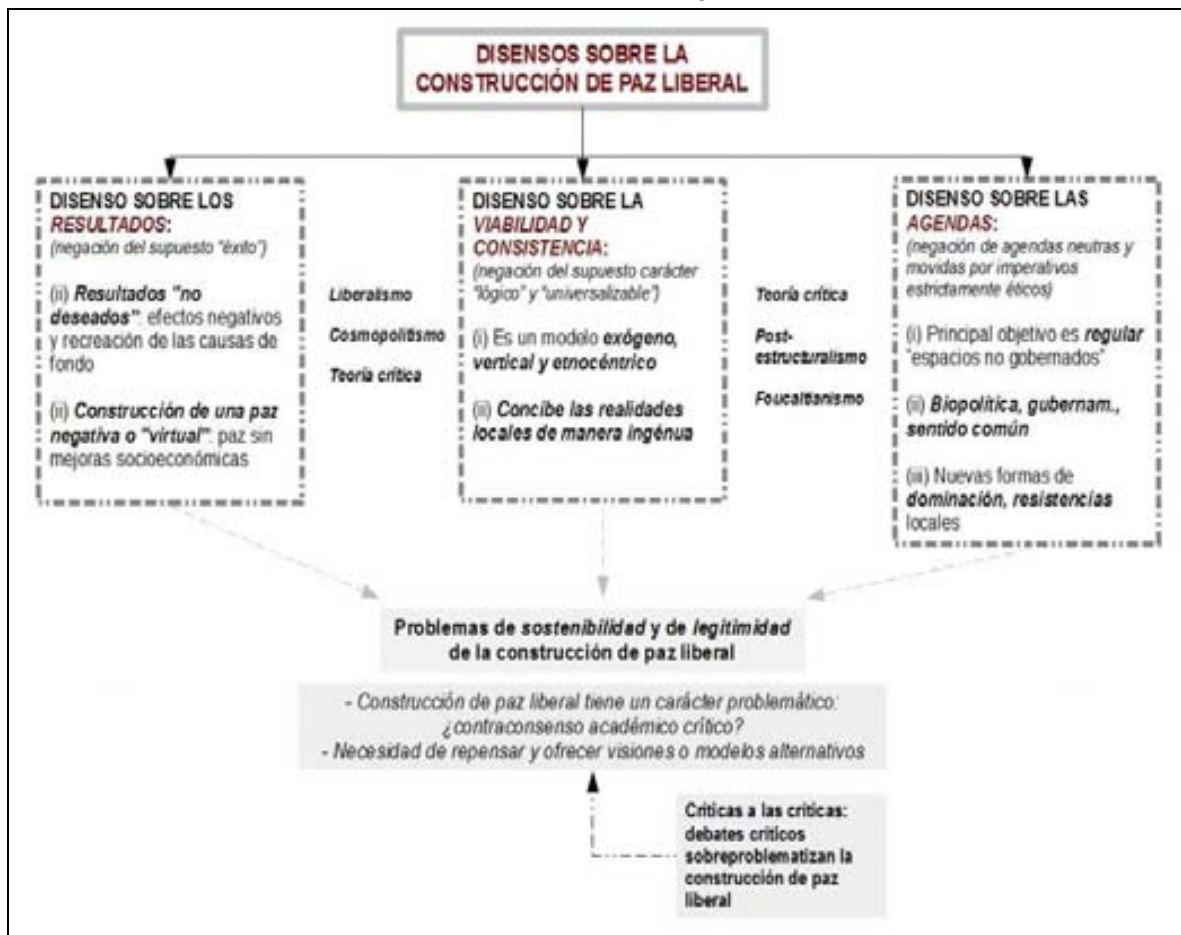 DISENSOS SOBRE LA
CONSTRUCCIÓN DE PAZ LIBERAL
DISENSO SOBRE LOS
RESULTADOS:
(negación del supuesto "éxito")
(ii) Resultados "no
deseados": efectos negativos
y recreación de las causas de
fondo
(ii) Construcción de una paz
negativa o "virtual": paz sin
mejoras socioeconómicas
Liberalismo
Cosmopolitismo
Teoría crítica
DISENSO SOBRE LA
VIABILIDAD Y
CONSISTENCIA:
(negación del supuesto carácter
"lógico" y "universalizable")
(i) Es un modelo exógeno,
vertical y etnocéntrico
(ii) Concibe las realidades
locales de manera ingénua
Teoría crítica
Post-
estructuralismo
Foucaltianismo
DISENSO SOBRE LAS
AGENDAS:
(negación de agendas neutras y
movidas por imperativos
estrictamente éticos)
(i) Principal objetivo es regular
"espacios no gobernados"
(ii) Biopolítica, gubernam.,
sentido común
(iii) Nuevas formas de
dominación, resistencias
locales
Problemas de sostenibilidad y de legitimidad
de la construcción de paz liberal
- Construcción de paz liberal tiene un carácter problemático:
¿contraconsenso académico crítico?
- Necesidad de repensar y ofrecer visiones o modelos alternativos
Críticas a las críticas:
debates críticos
sobreproblematizan la
construcción de paz
liberal